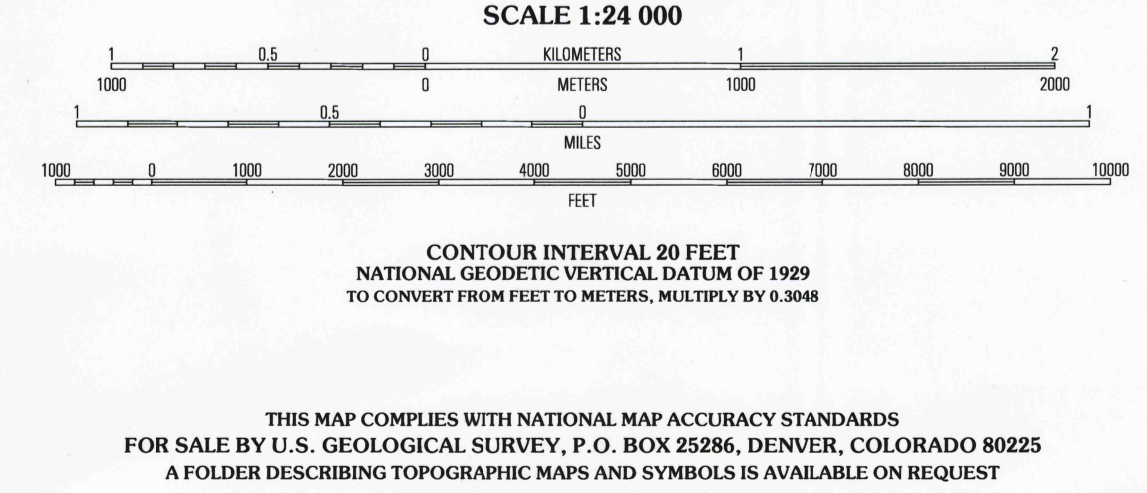 SCALE 1:24 000
1 0.5 0 KILOMETERS 1 2
1000 0 METERS 1000 2000
1 0.5 0 1
MILES
1000 0 1000 2000 3000 4000 5000 6000 7000 8000 9000 10000
FEET
CONTOUR INTERVAL 20 FEET
NATIONAL GEODETIC VERTICAL DATUM OF 1929
TO CONVERT FROM FEET TO METERS, MULTIPLY BY 0.3048
THIS MAP COMPLIES WITH NATIONAL MAP ACCURACY STANDARDS
FOR SALE BY U.S. GEOLOGICAL SURVEY, P.O. BOX 25286, DENVER, COLORADO 80225
A FOLDER DESCRIBING TOPOGRAPHIC MAPS AND SYMBOLS IS AVAILABLE ON REQUEST